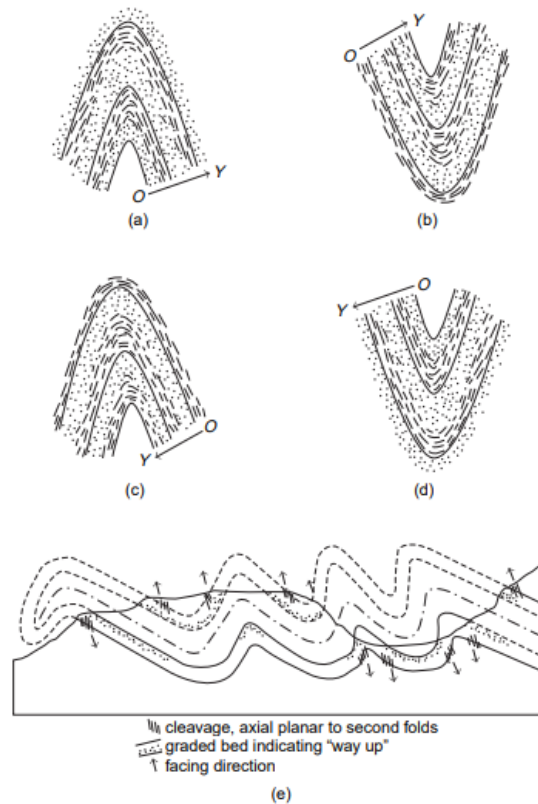 O Y
O Y
(a)
(b)
O
Y
O
Y
(c)
(d)
cleavage, axial planar to second folds
graded bed indicating “way up”
facing direction
(e)